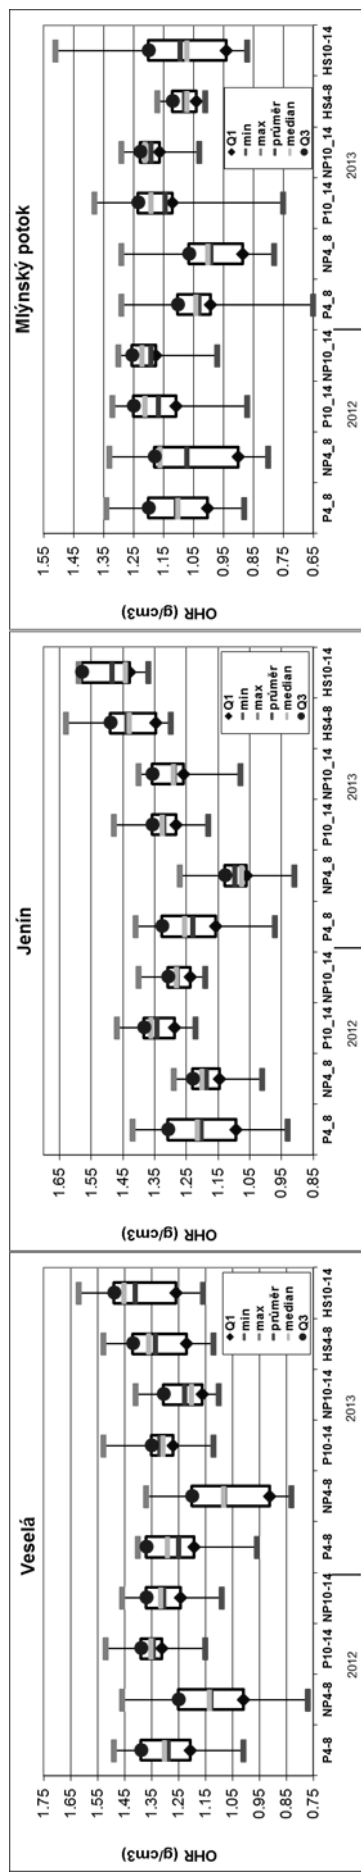 Veselá
OHR (g/cm3)
1.75
1.65
1.55
1.45
1.35
1.25
1.15
1.05
0.95
0.85
0.75
P4-8
NP4-8
P10-14
NP10-14
P4-8
NP4-8
P10-14
NP10-14
HS4-8
HS10-14
2012
2013
Q1
min
max
průměr
median
Q3
Jenín
OHR (g/cm3)
1.65
1.55
1.45
1.35
1.25
1.15
1.05
0.95
0.85
P4_8
NP4_8
P10_14
NP10_14
P4_8
NP4_8
P10_14
NP10_14
HS4-8
HS10-14
2012
2013
Q1
min
max
průměr
median
Q3
Mlýnský potok
OHR (g/cm3)
1.55
1.45
1.35
1.25
1.15
1.05
0.95
0.85
0.75
0.65
P4_8
NP4_8
P10_14
NP10_14
P4_8
NP4_8
P10_14
NP10_14
HS4-8
HS10-14
2012
2013
Q1
min
max
průměr
median
Q3